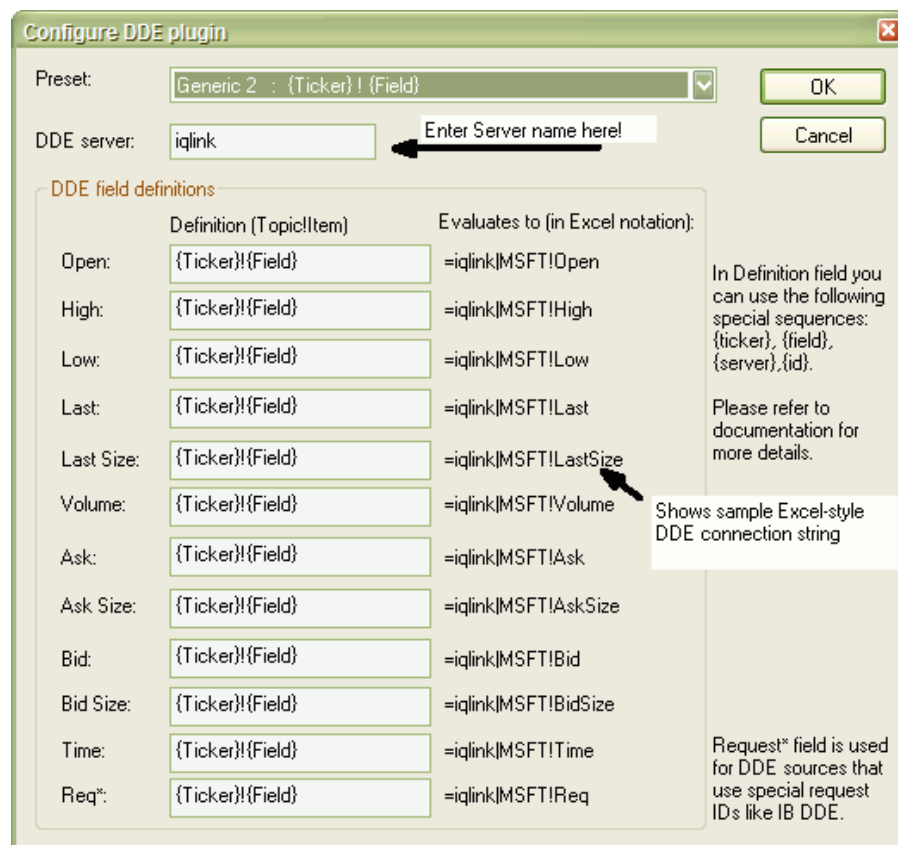 Configure DDE plugin
Preset:
Generic 2 : {Ticker} ! {Field}
OK
DDE server:
iqlink
Enter Server name here!
Cancel
DDE field definitions
Definition (Topic!Item)
Evaluates to (in Excel notation):
Open:
{Ticker}!{Field}
=iqlink|MSFT!Open
High:
{Ticker}!{Field}
=iqlink|MSFT!High
Low:
{Ticker}!{Field}
=iqlink|MSFT!Low
Last:
{Ticker}!{Field}
=iqlink|MSFT!Last
Last Size:
{Ticker}!{Field}
=iqlink|MSFT!LastSize
Volume:
{Ticker}!{Field}
=iqlink|MSFT!Volume
Ask:
{Ticker}!{Field}
=iqlink|MSFT!Ask
Ask Size:
{Ticker}!{Field}
=iqlink|MSFT!AskSize
Bid:
{Ticker}!{Field}
=iqlink|MSFT!Bid
Bid Size:
{Ticker}!{Field}
=iqlink|MSFT!BidSize
Time:
{Ticker}!{Field}
=iqlink|MSFT!Time
Req*:
{Ticker}!{Field}
=iqlink|MSFT!Req
In Definition field you
can use the following
special sequences:
{ticker}, {field},
{server},{id}.
Please refer to
documentation for
more details.
Shows sample Excel-style
DDE connection string
Request* field is used
for DDE sources that
use special request
IDs like IB DDE.